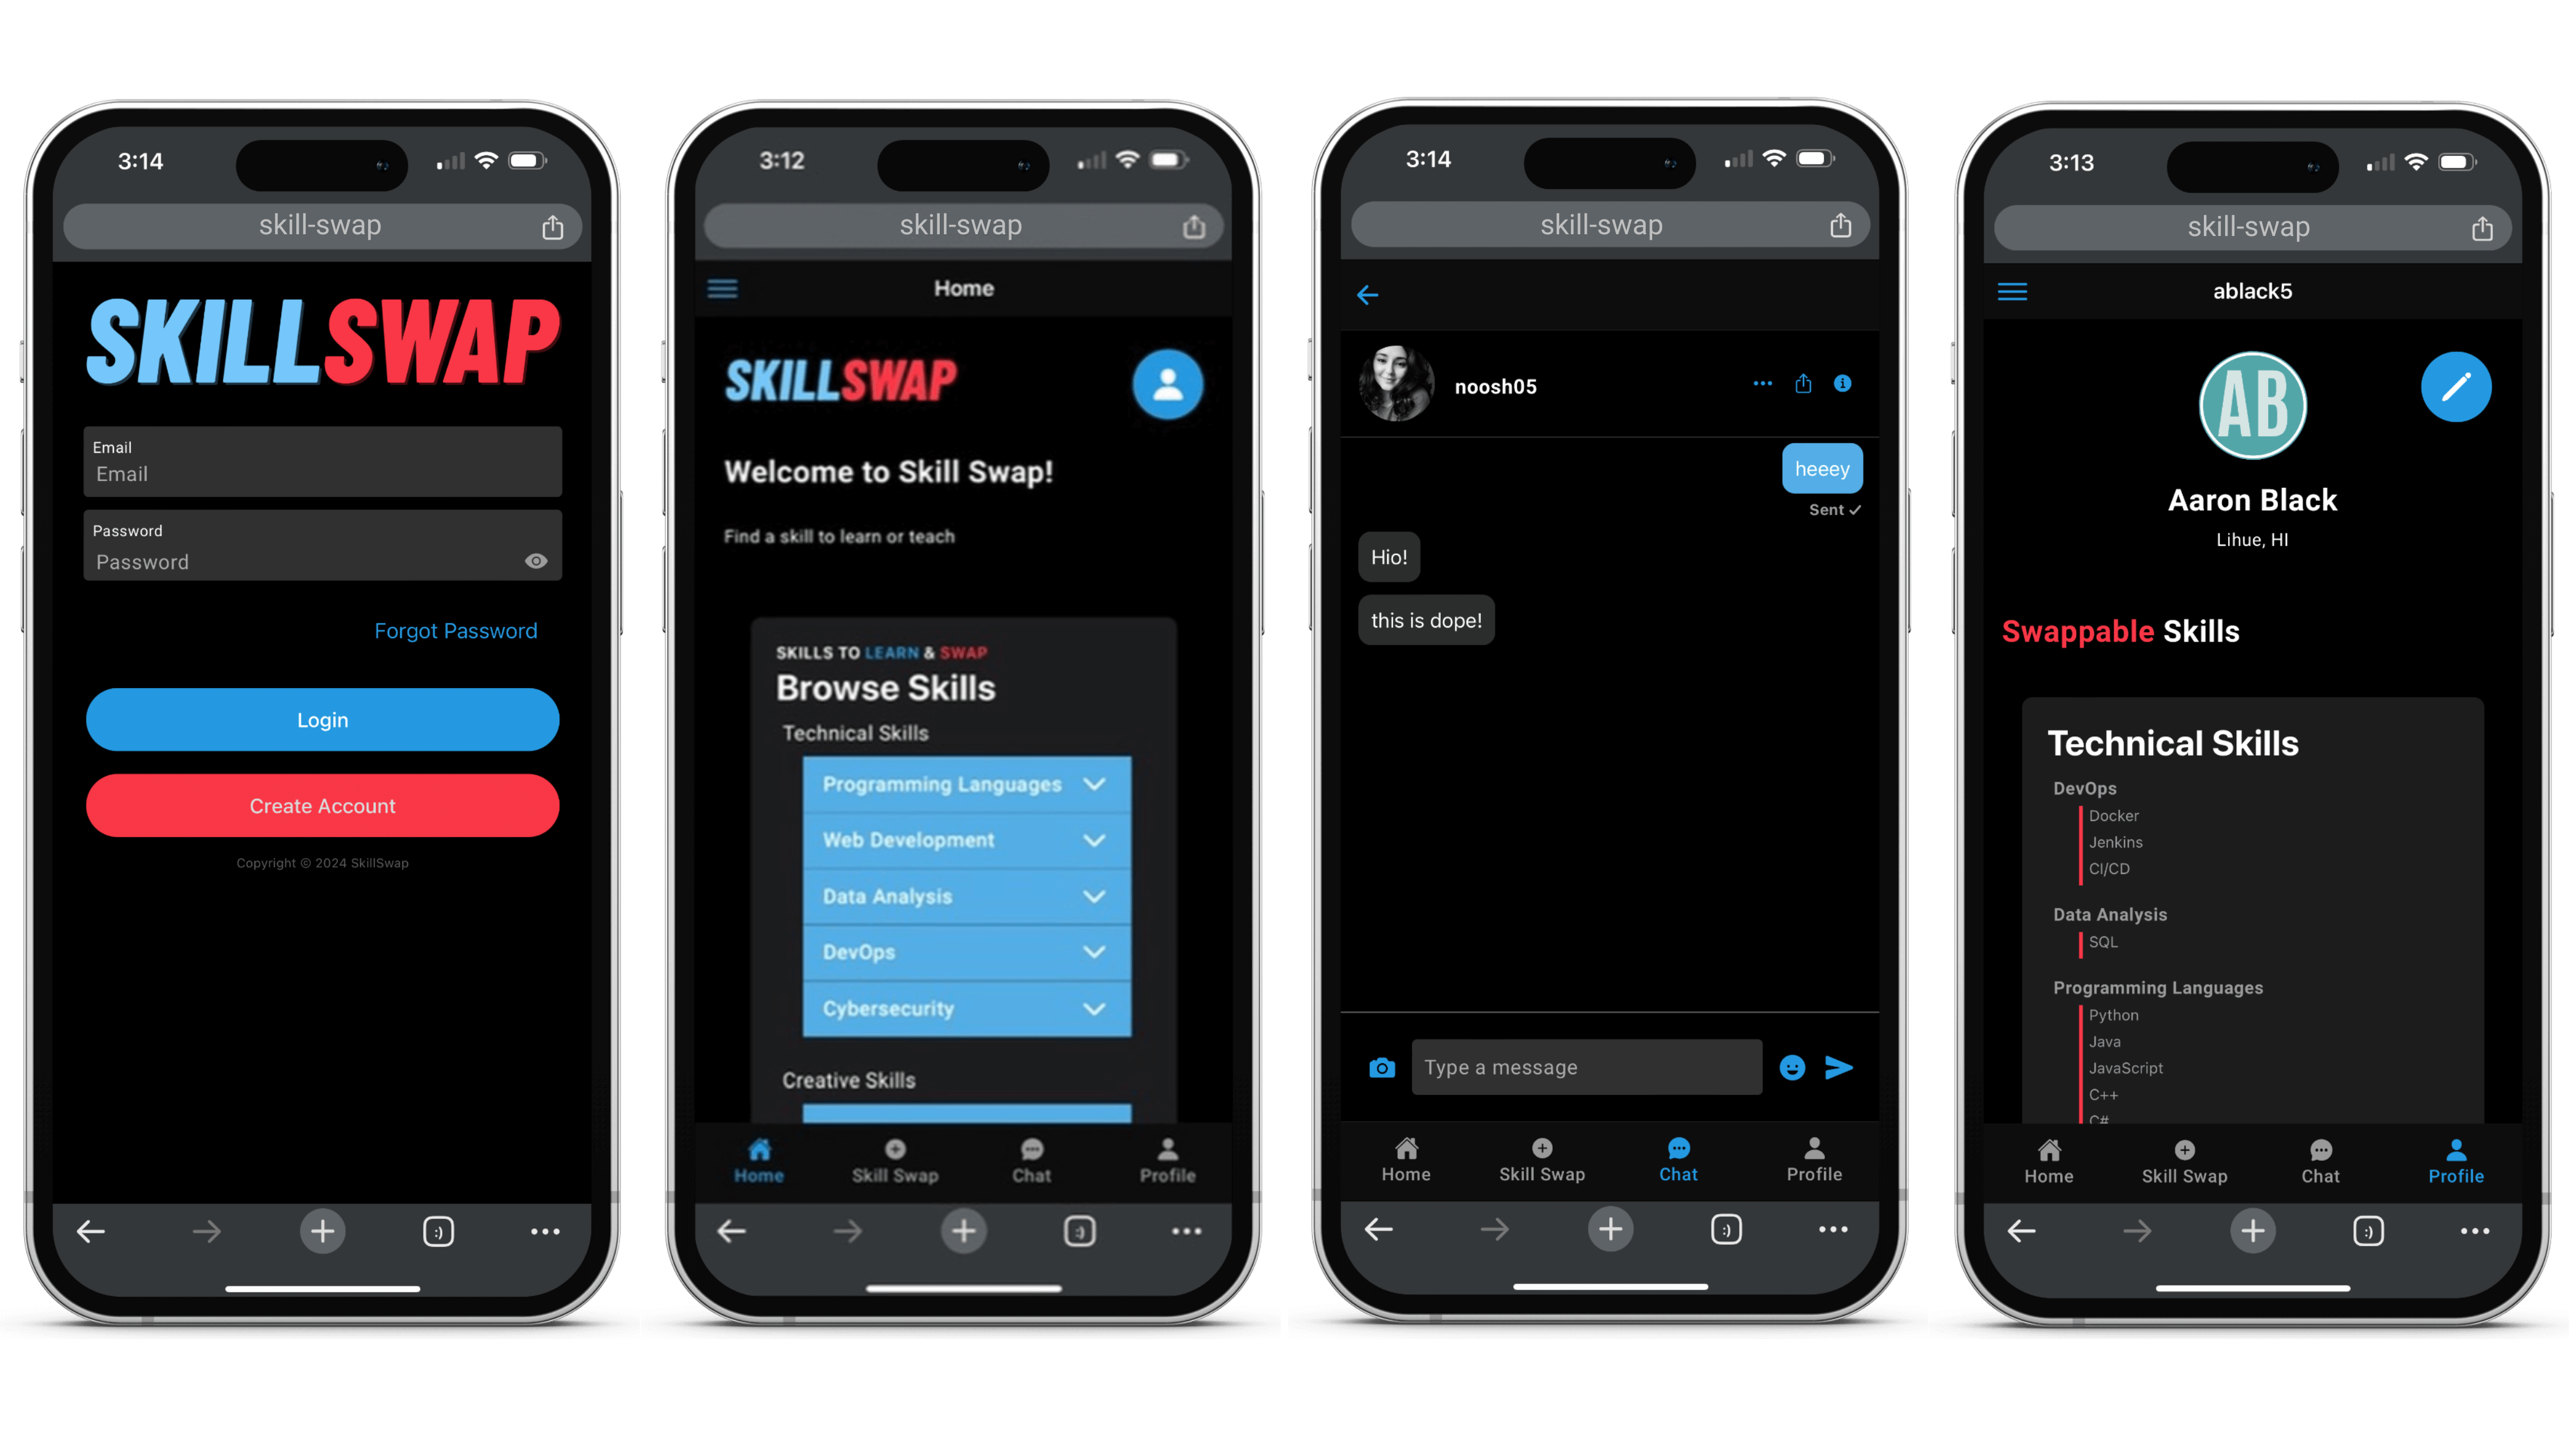 3:14
skill-swap
SKILLSWAP
Email
Email
Password
Password
Forgot Password
Login
Create Account
Copyright © 2024 SkillSwap
:)
3:12
skill-swap
Home
SKILLSWAP
Welcome to Skill Swap!
Find a skill to learn or teach
SKILLS TO LEARN & SWAP
Browse Skills
Technical Skills
Programming Languages
Web Development
Data Analysis
DevOps
Cybersecurity
Creative Skills
Home Skill Swap Chat Profile
:)
3:14
skill-swap
noosh05
heeey
Sent
Hio!
this is dope!
Type a message
Home Skill Swap Chat Profile
:)
3:13
skill-swap
ablack5
AB
Aaron Black
Lihue, HI
Swappable Skills
Technical Skills
DevOps
Docker
Jenkins
CI/CD
Data Analysis
SQL
Programming Languages
Python
Java
JavaScript
C++
C#
Home Skill Swap Chat Profile
:)